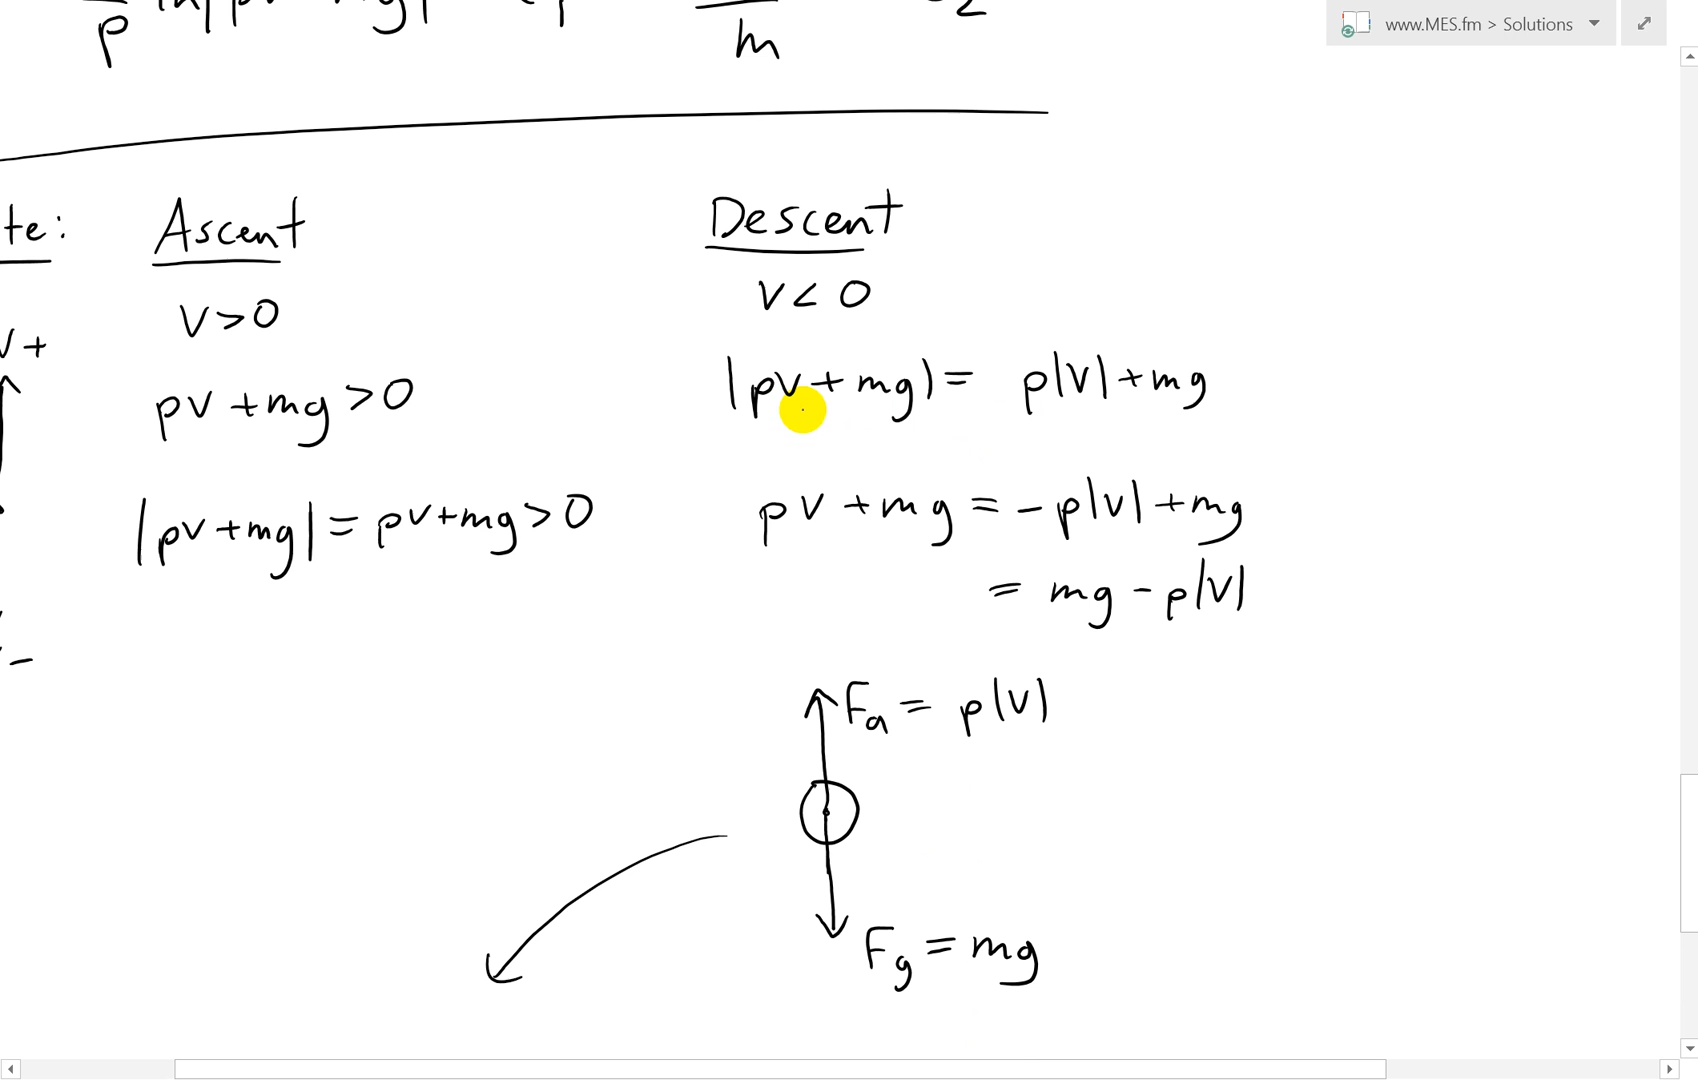 www.MES.fm > Solutions
p
m
2
te: Ascent
v>0
v+
pv +mg >0
|pv+mg| = pv+mg >0
Descent
v< 0
|pv + mg| = p|v|+mg
pv +mg = -p|v| +mg
= mg - p|v|
Fa = p|v|
Fg = mg
-